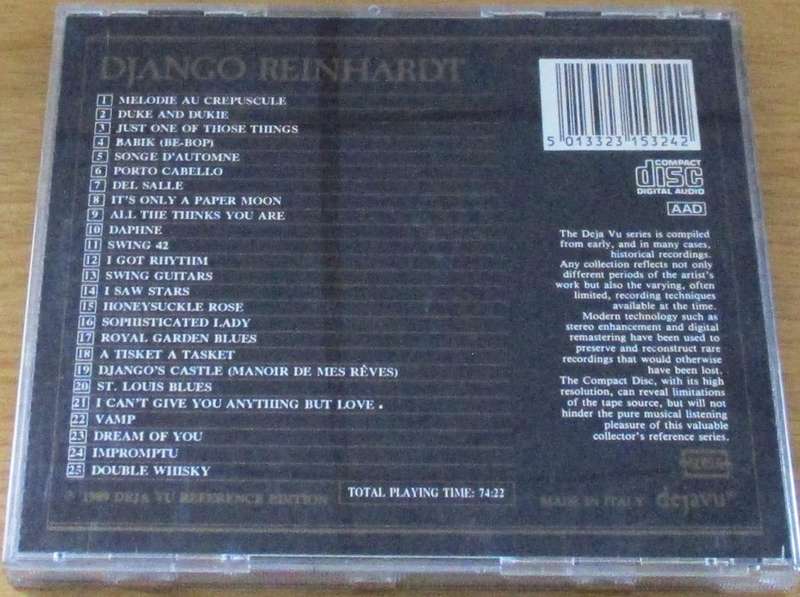 DJANGO REINHARDT
1 MELODIE AU CREPUSCULE
2 DUKE AND DUKIE
3 JUST ONE OF THOSE THINGS
4 BABIK (BE-BOP)
5 SONGE D'AUTOMNE
6 PORTO CABELLO
7 DEL SALLE
8 IT'S ONLY A PAPER MOON
9 ALL THE THINKS YOU ARE
10 DAPHNE
11 SWING 42
12 I GOT RHYTHM
13 SWING GUITARS
14 I SAW STARS
15 HONEYSUCKLE ROSE
16 SOPHISTICATED LADY
17 ROYAL GARDEN BLUES
18 A TISKET A TASKET
19 DJANGO'S CASTLE (MANOIR DE MES RÊVES)
20 ST. LOUIS BLUES
21 I CAN'T GIVE YOU ANYTHING BUT LOVE .
22 VAMP
23 DREAM OF YOU
24 IMPROMPTU
25 DOUBLE WHISKY
5 013323 153242
COMPACT
disc
DIGITAL AUDIO
AAD
The Deja Vu series is compiled
from early, and in many cases,
historical recordings.
Any collection reflects not only
different periods of the artist's
work but also the varying, often
limited, recording techniques
available at the time.
Modern technology such as
stereo enhancement and digital
remastering have been used to
preserve and reconstruct rare
recordings that would otherwise
have been lost.
The Compact Disc, with its high
resolution, can reveal limitations
of the tape source, but will not
hinder the pure musical listening
pleasure of this valuable
collector's reference series.
℗ 1989 DEJA VU REFERENCE EDITION
TOTAL PLAYING TIME: 74:22
MADE IN ITALY
dejavu®